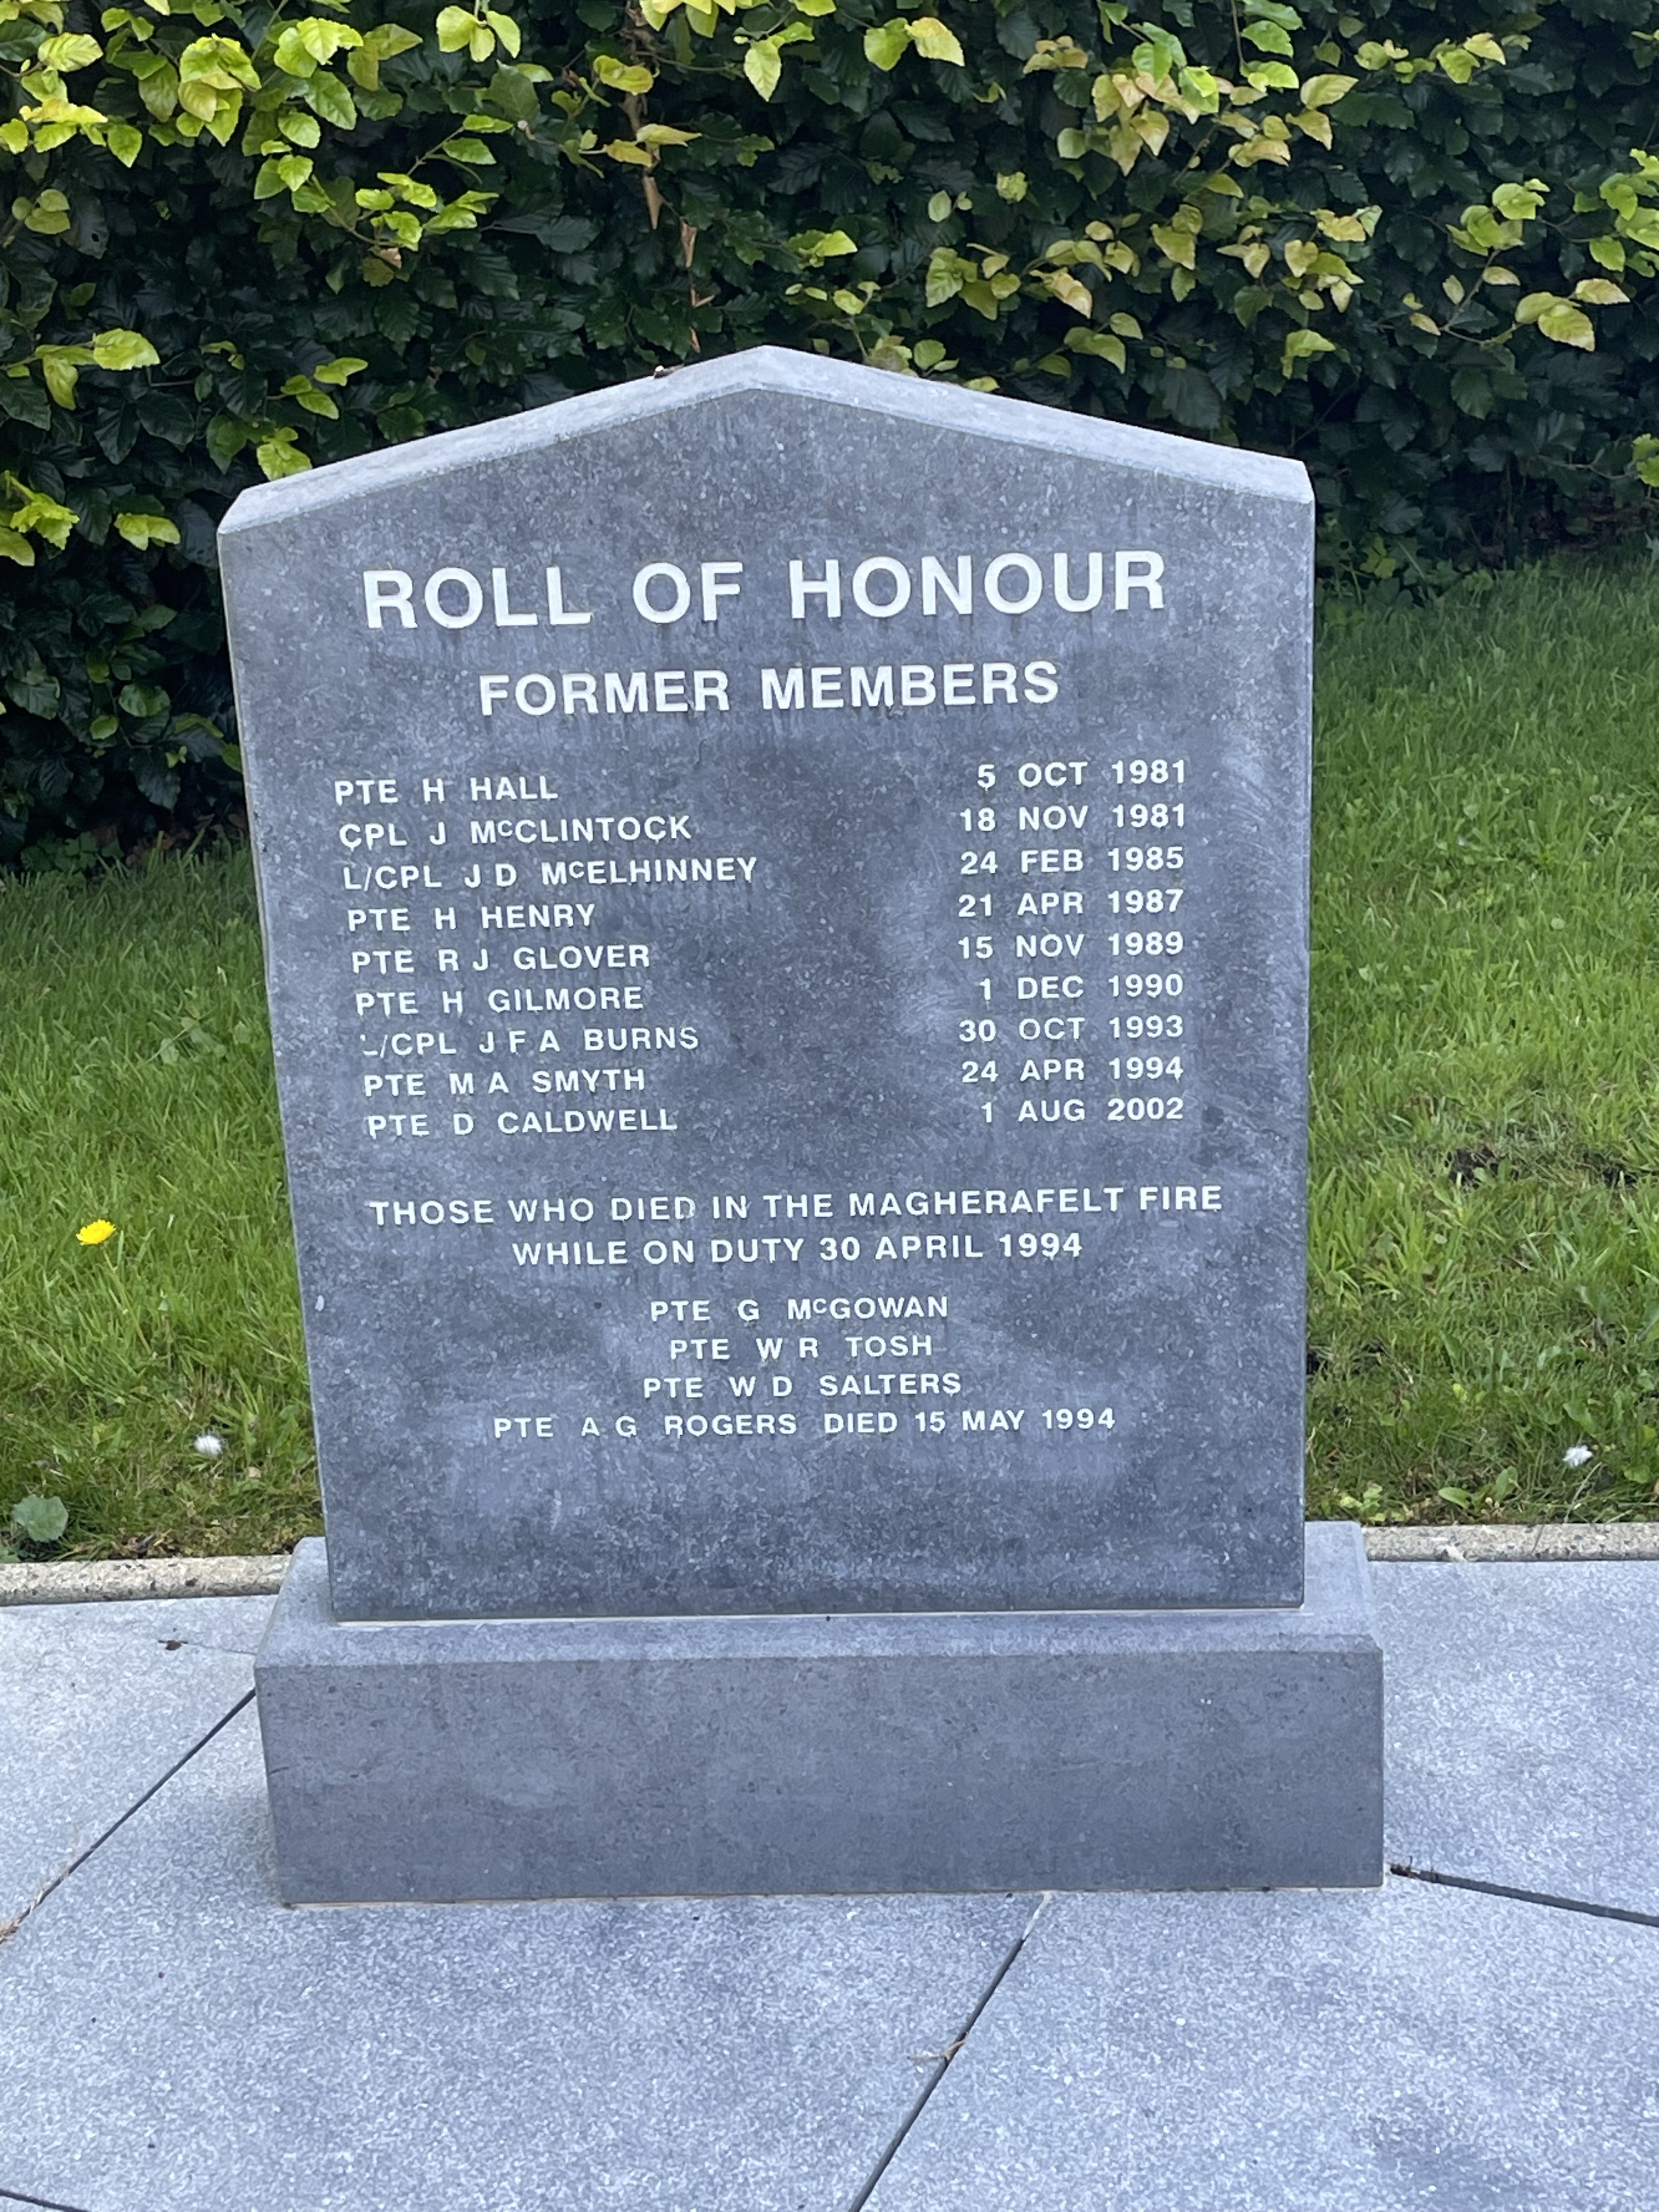 ROLL OF HONOUR
FORMER MEMBERS
PTE H HALL 5 OCT 1981
CPL J McCLINTOCK 18 NOV 1981
L/CPL J D McELHINNEY 24 FEB 1985
PTE H HENRY 21 APR 1987
PTE R J GLOVER 15 NOV 1989
PTE H GILMORE 1 DEC 1990
L/CPL J F A BURNS 30 OCT 1993
PTE M A SMYTH 24 APR 1994
PTE D CALDWELL 1 AUG 2002
THOSE WHO DIED IN THE MAGHERAFELT FIRE
WHILE ON DUTY 30 APRIL 1994
PTE G McGOWAN
PTE W R TOSH
PTE W D SALTERS
PTE A G ROGERS DIED 15 MAY 1994